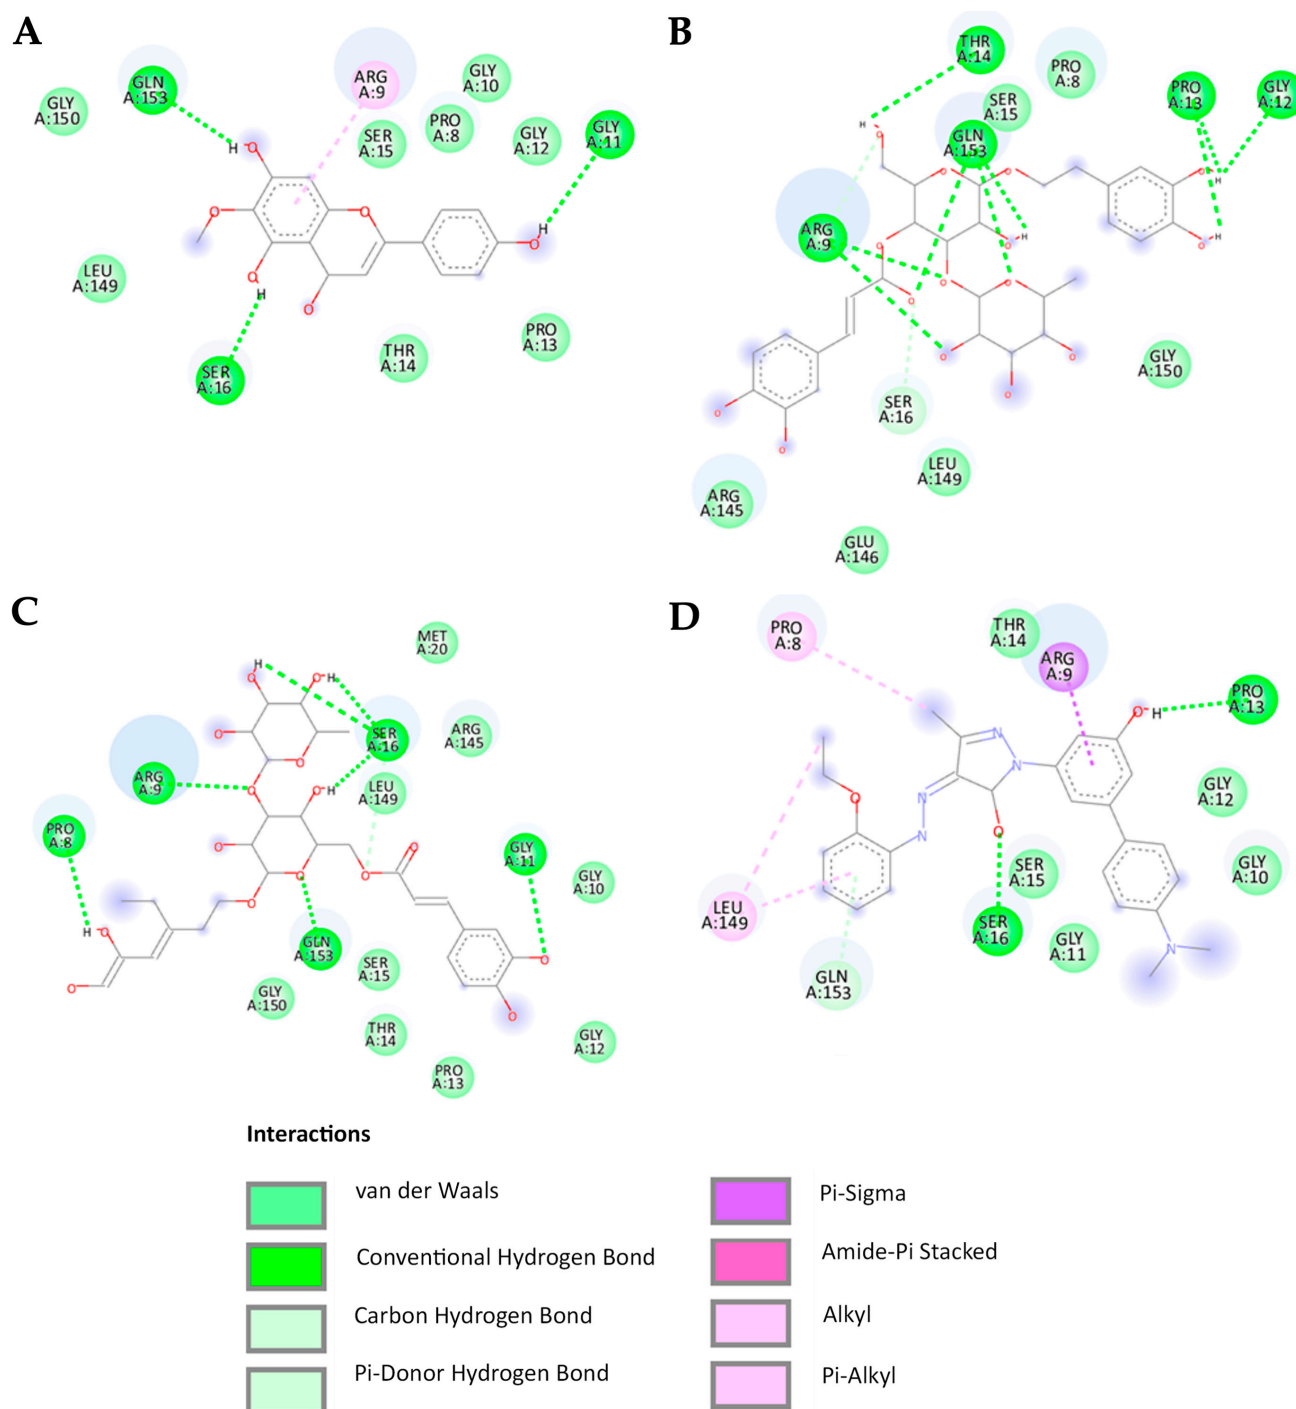 A
GLN
A:153
GLY
A:150
ARG
A:9
GLY
A:10
SER
A:15
PRO
A:8
GLY
A:12
GLY
A:11
H
O
H
O
O
O
O
O
H
O
LEU
A:149
SER
A:16
THR
A:14
PRO
A:13
B
THR
A:14
PRO
A:8
PRO
A:13
GLY
A:12
SER
A:15
GLN
A:153
ARG
A:9
H
O
O
O
O
H
O
H
O
H
O
O
O
O
O
O
O
O
O
O
O
GLY
A:150
SER
A:16
LEU
A:149
ARG
A:145
GLU
A:146
C
MET
A:20
H
O
O
H
O
O
SER
A:16
ARG
A:145
ARG
A:9
O
O
H
LEU
A:149
PRO
A:8
O
O
O
O
O
GLY
A:11
GLY
A:10
H
O
O
GLN
A:153
SER
A:15
O
O
GLY
A:150
THR
A:14
GLY
A:12
PRO
A:13
D
PRO
A:8
THR
A:14
ARG
A:9
PRO
A:13
O
H
N
N
N
N
O
O
GLY
A:12
SER
A:15
GLY
A:10
LEU
A:149
SER
A:16
GLY
A:11
N
GLN
A:153
Interactions
van der Waals
Conventional Hydrogen Bond
Carbon Hydrogen Bond
Pi-Donor Hydrogen Bond
Pi-Sigma
Amide-Pi Stacked
Alkyl
Pi-Alkyl